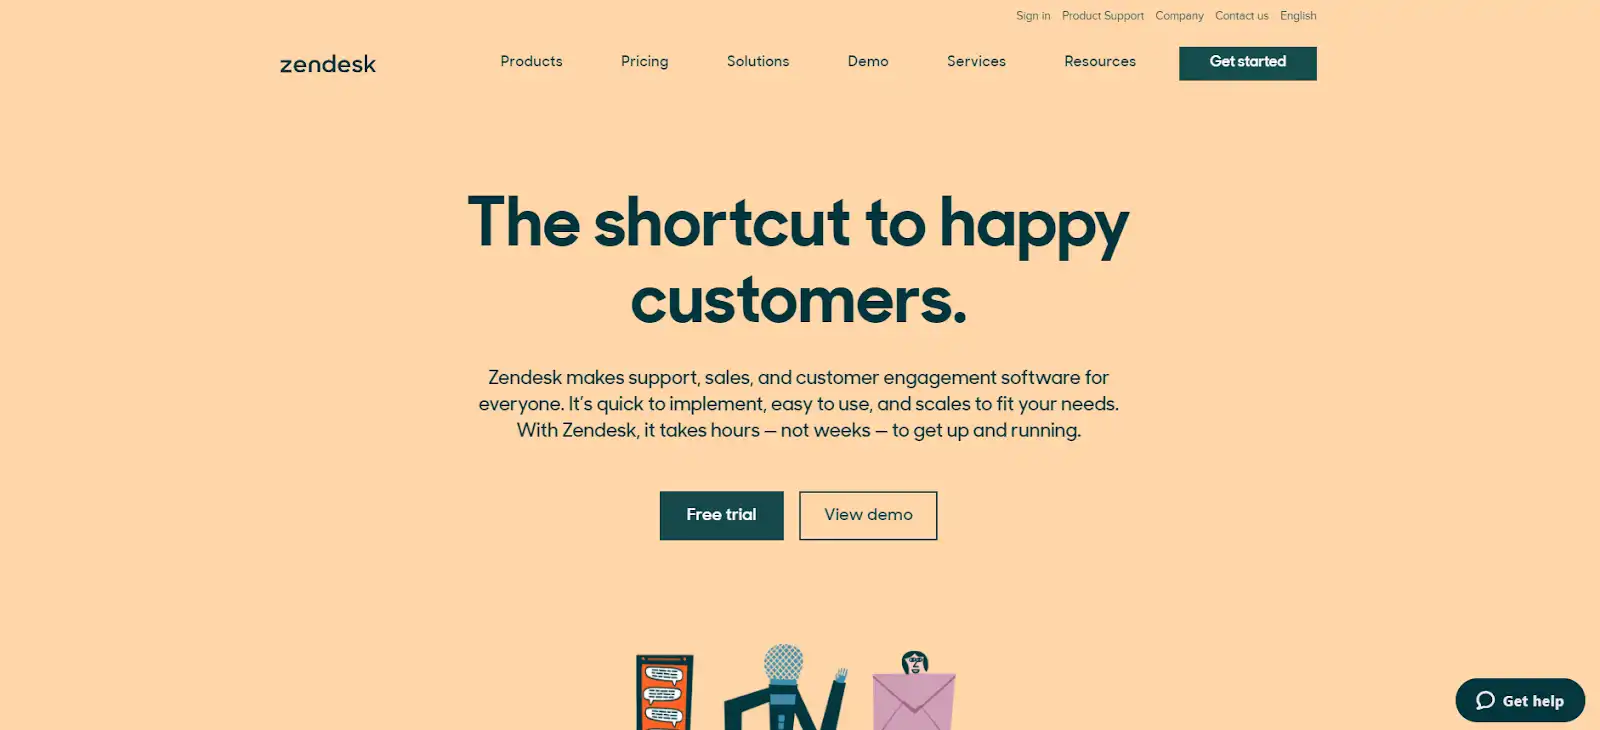 Sign in Product Support Company Contact us English
zendesk Products Pricing Solutions Demo Services Resources Get started
The shortcut to happy
customers.
Zendesk makes support, sales, and customer engagement software for
everyone. It’s quick to implement, easy to use, and scales to fit your needs.
With Zendesk, it takes hours — not weeks — to get up and running.
Free trial View demo
Get help